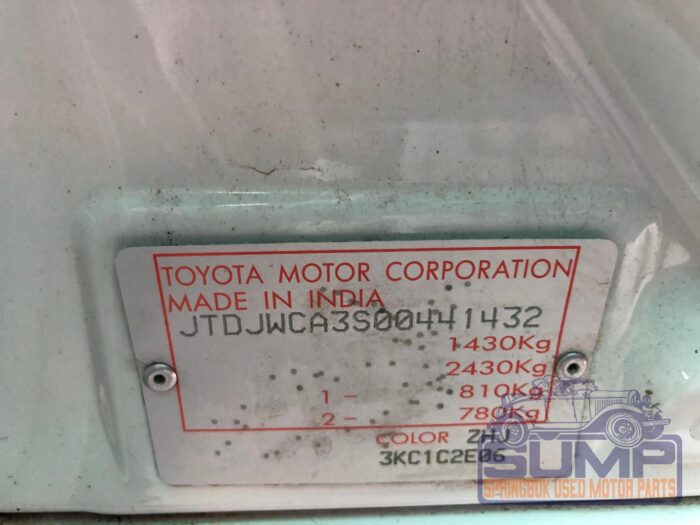 TOYOTA MOTOR CORPORATION
MADE IN INDIA
JTDJWCA3S00441432
1430Kg
2430Kg
1 - 810Kg
2 - 780Kg
COLOR ZHJ
3KC1C2E06
SUMP
SPRINGBOK USED MOTOR PARTS